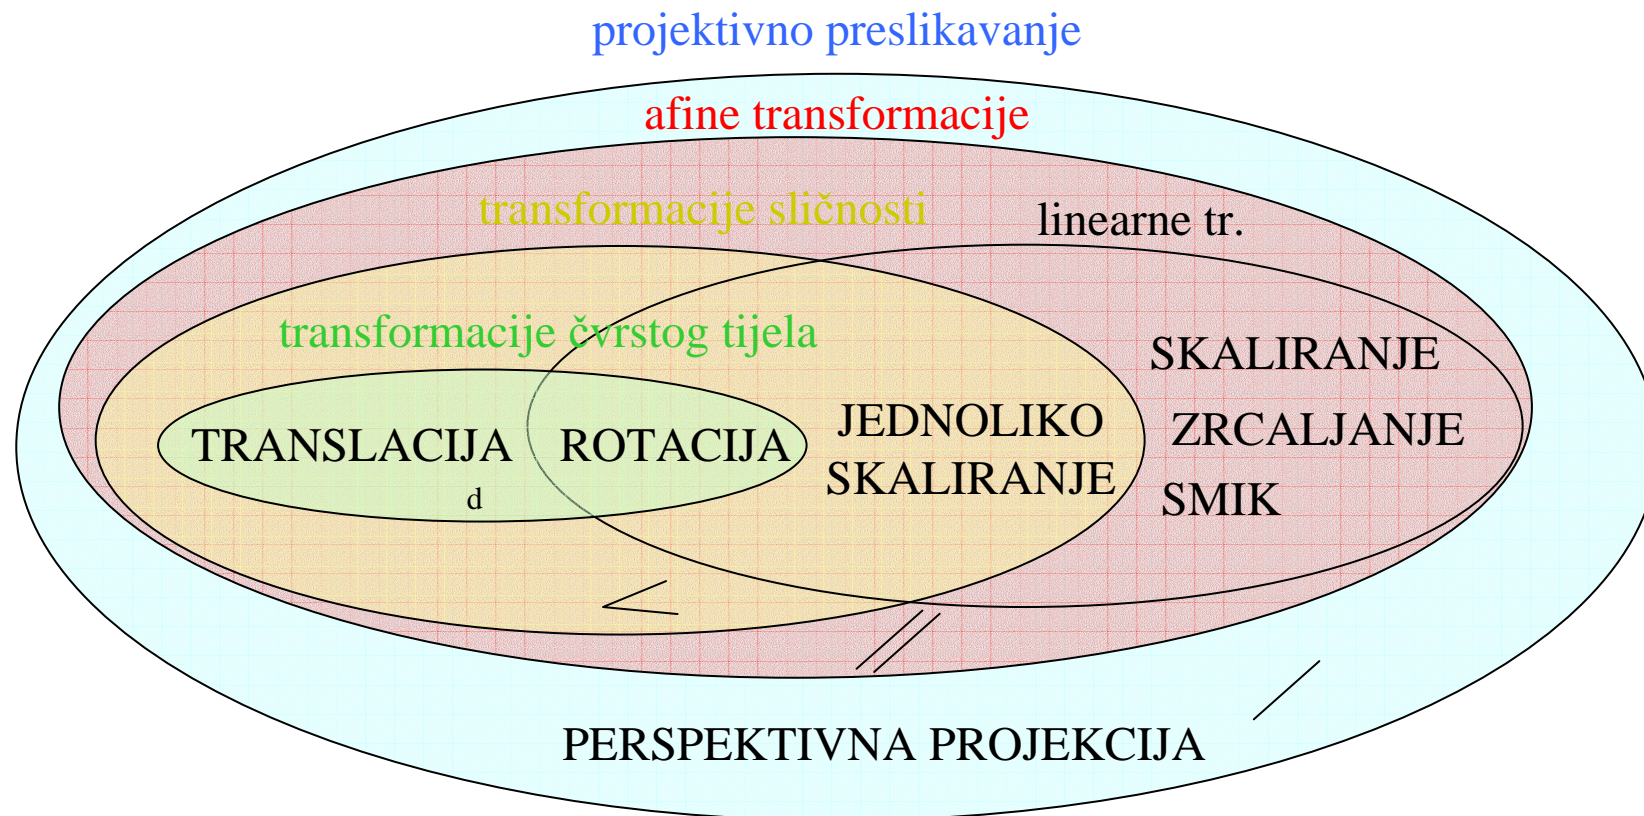 projektivno preslikavanje
afine transformacije
transformacije sličnosti
linearne tr.
transformacije čvrstog tijela
SKALIRANJE
JEDNOLIKO
SKALIRANJE
ZRCALJANJE
TRANSLACIJA
ROTACIJA
d
SMIK
PERSPEKTIVNA PROJEKCIJA